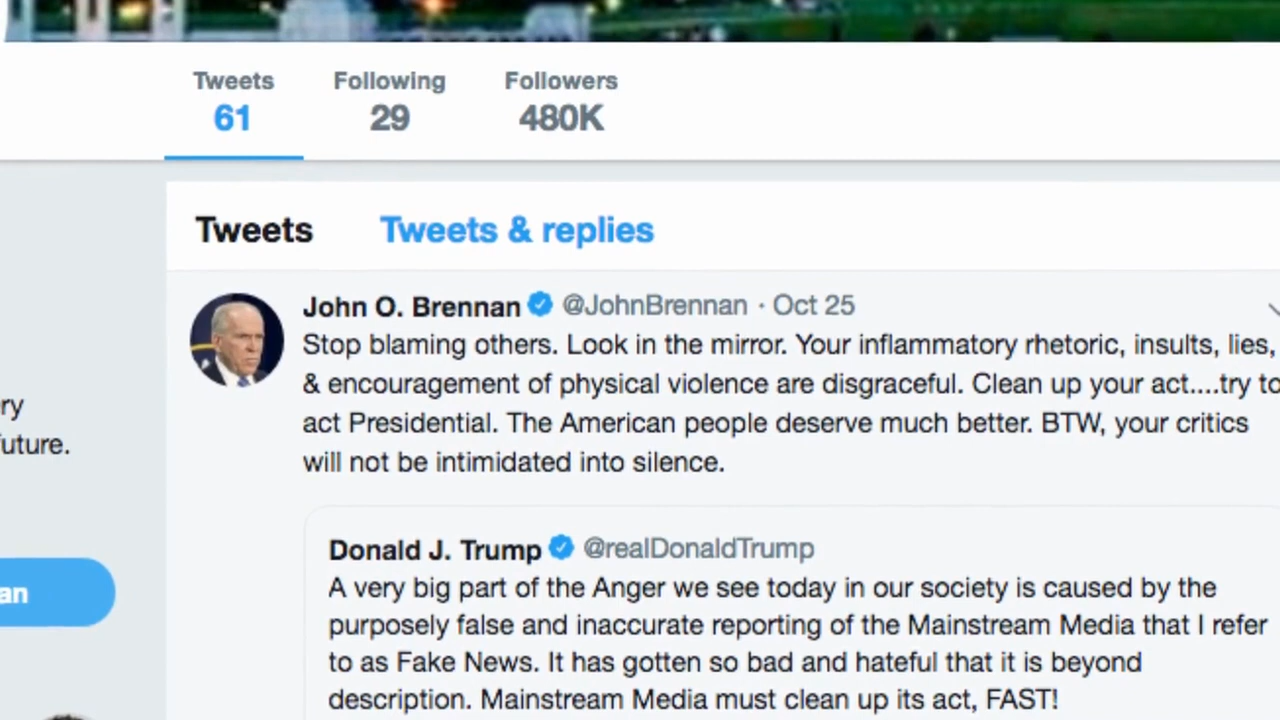 Tweets Following Followers
61 29 480K
Tweets Tweets & replies
John O. Brennan @JohnBrennan · Oct 25
Stop blaming others. Look in the mirror. Your inflammatory rhetoric, insults, lies,
& encouragement of physical violence are disgraceful. Clean up your act....try to
ry
act Presidential. The American people deserve much better. BTW, your critics
uture.
will not be intimidated into silence.
Donald J. Trump @realDonaldTrump
A very big part of the Anger we see today in our society is caused by the
an
purposely false and inaccurate reporting of the Mainstream Media that I refer
to as Fake News. It has gotten so bad and hateful that it is beyond
description. Mainstream Media must clean up its act, FAST!